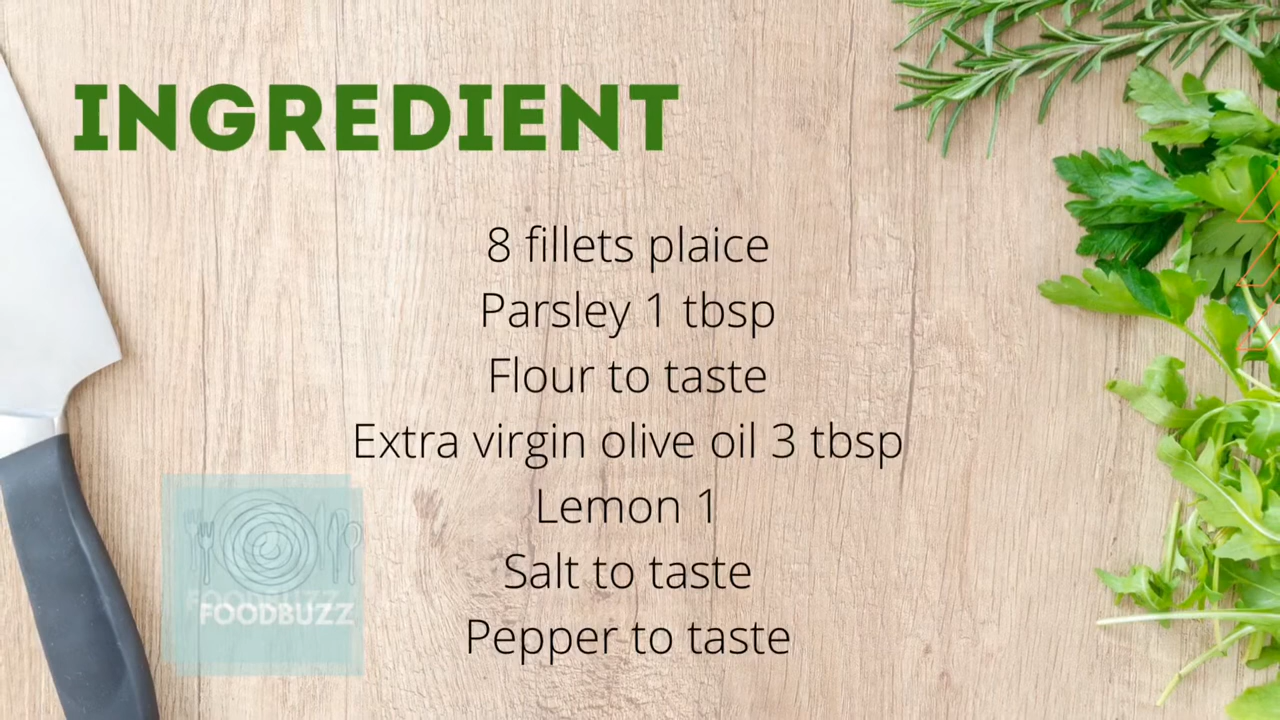 INGREDIENT
8 fillets plaice
Parsley 1 tbsp
Flour to taste
Extra virgin olive oil 3 tbsp
Lemon 1
Salt to taste
Pepper to taste
FOODBUZZ